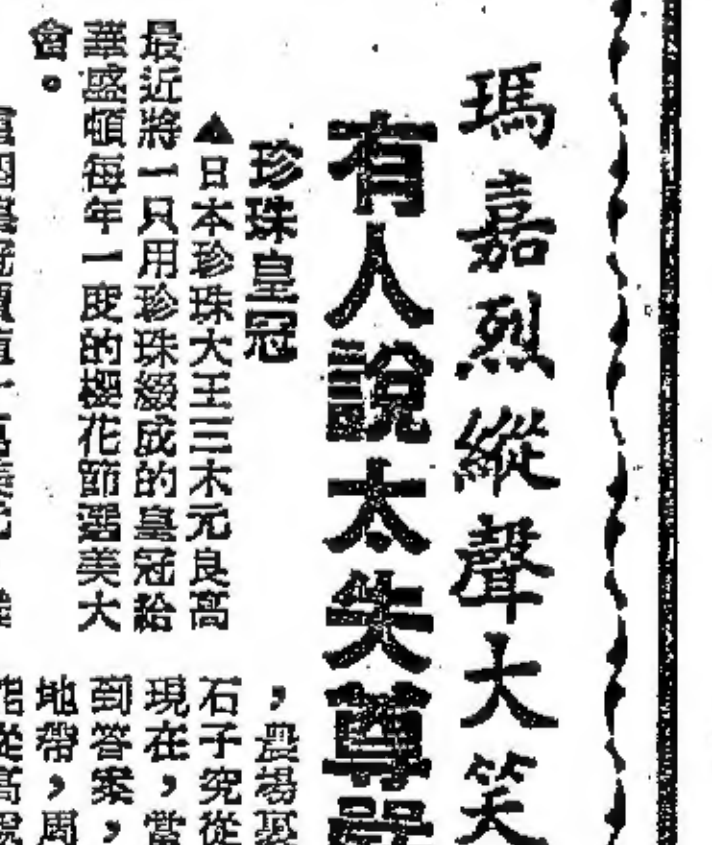 瑪嘉烈縱聲大笑
有人說太失尊嚴
珍珠皇冠
▲日本珍珠大王三木元良高
最近將一只用珍珠綴成的皇冠給
華盛頓每年一度的櫻花節選美大
會。
，農場
石子究從
現在，當
到答案，
地帶，周